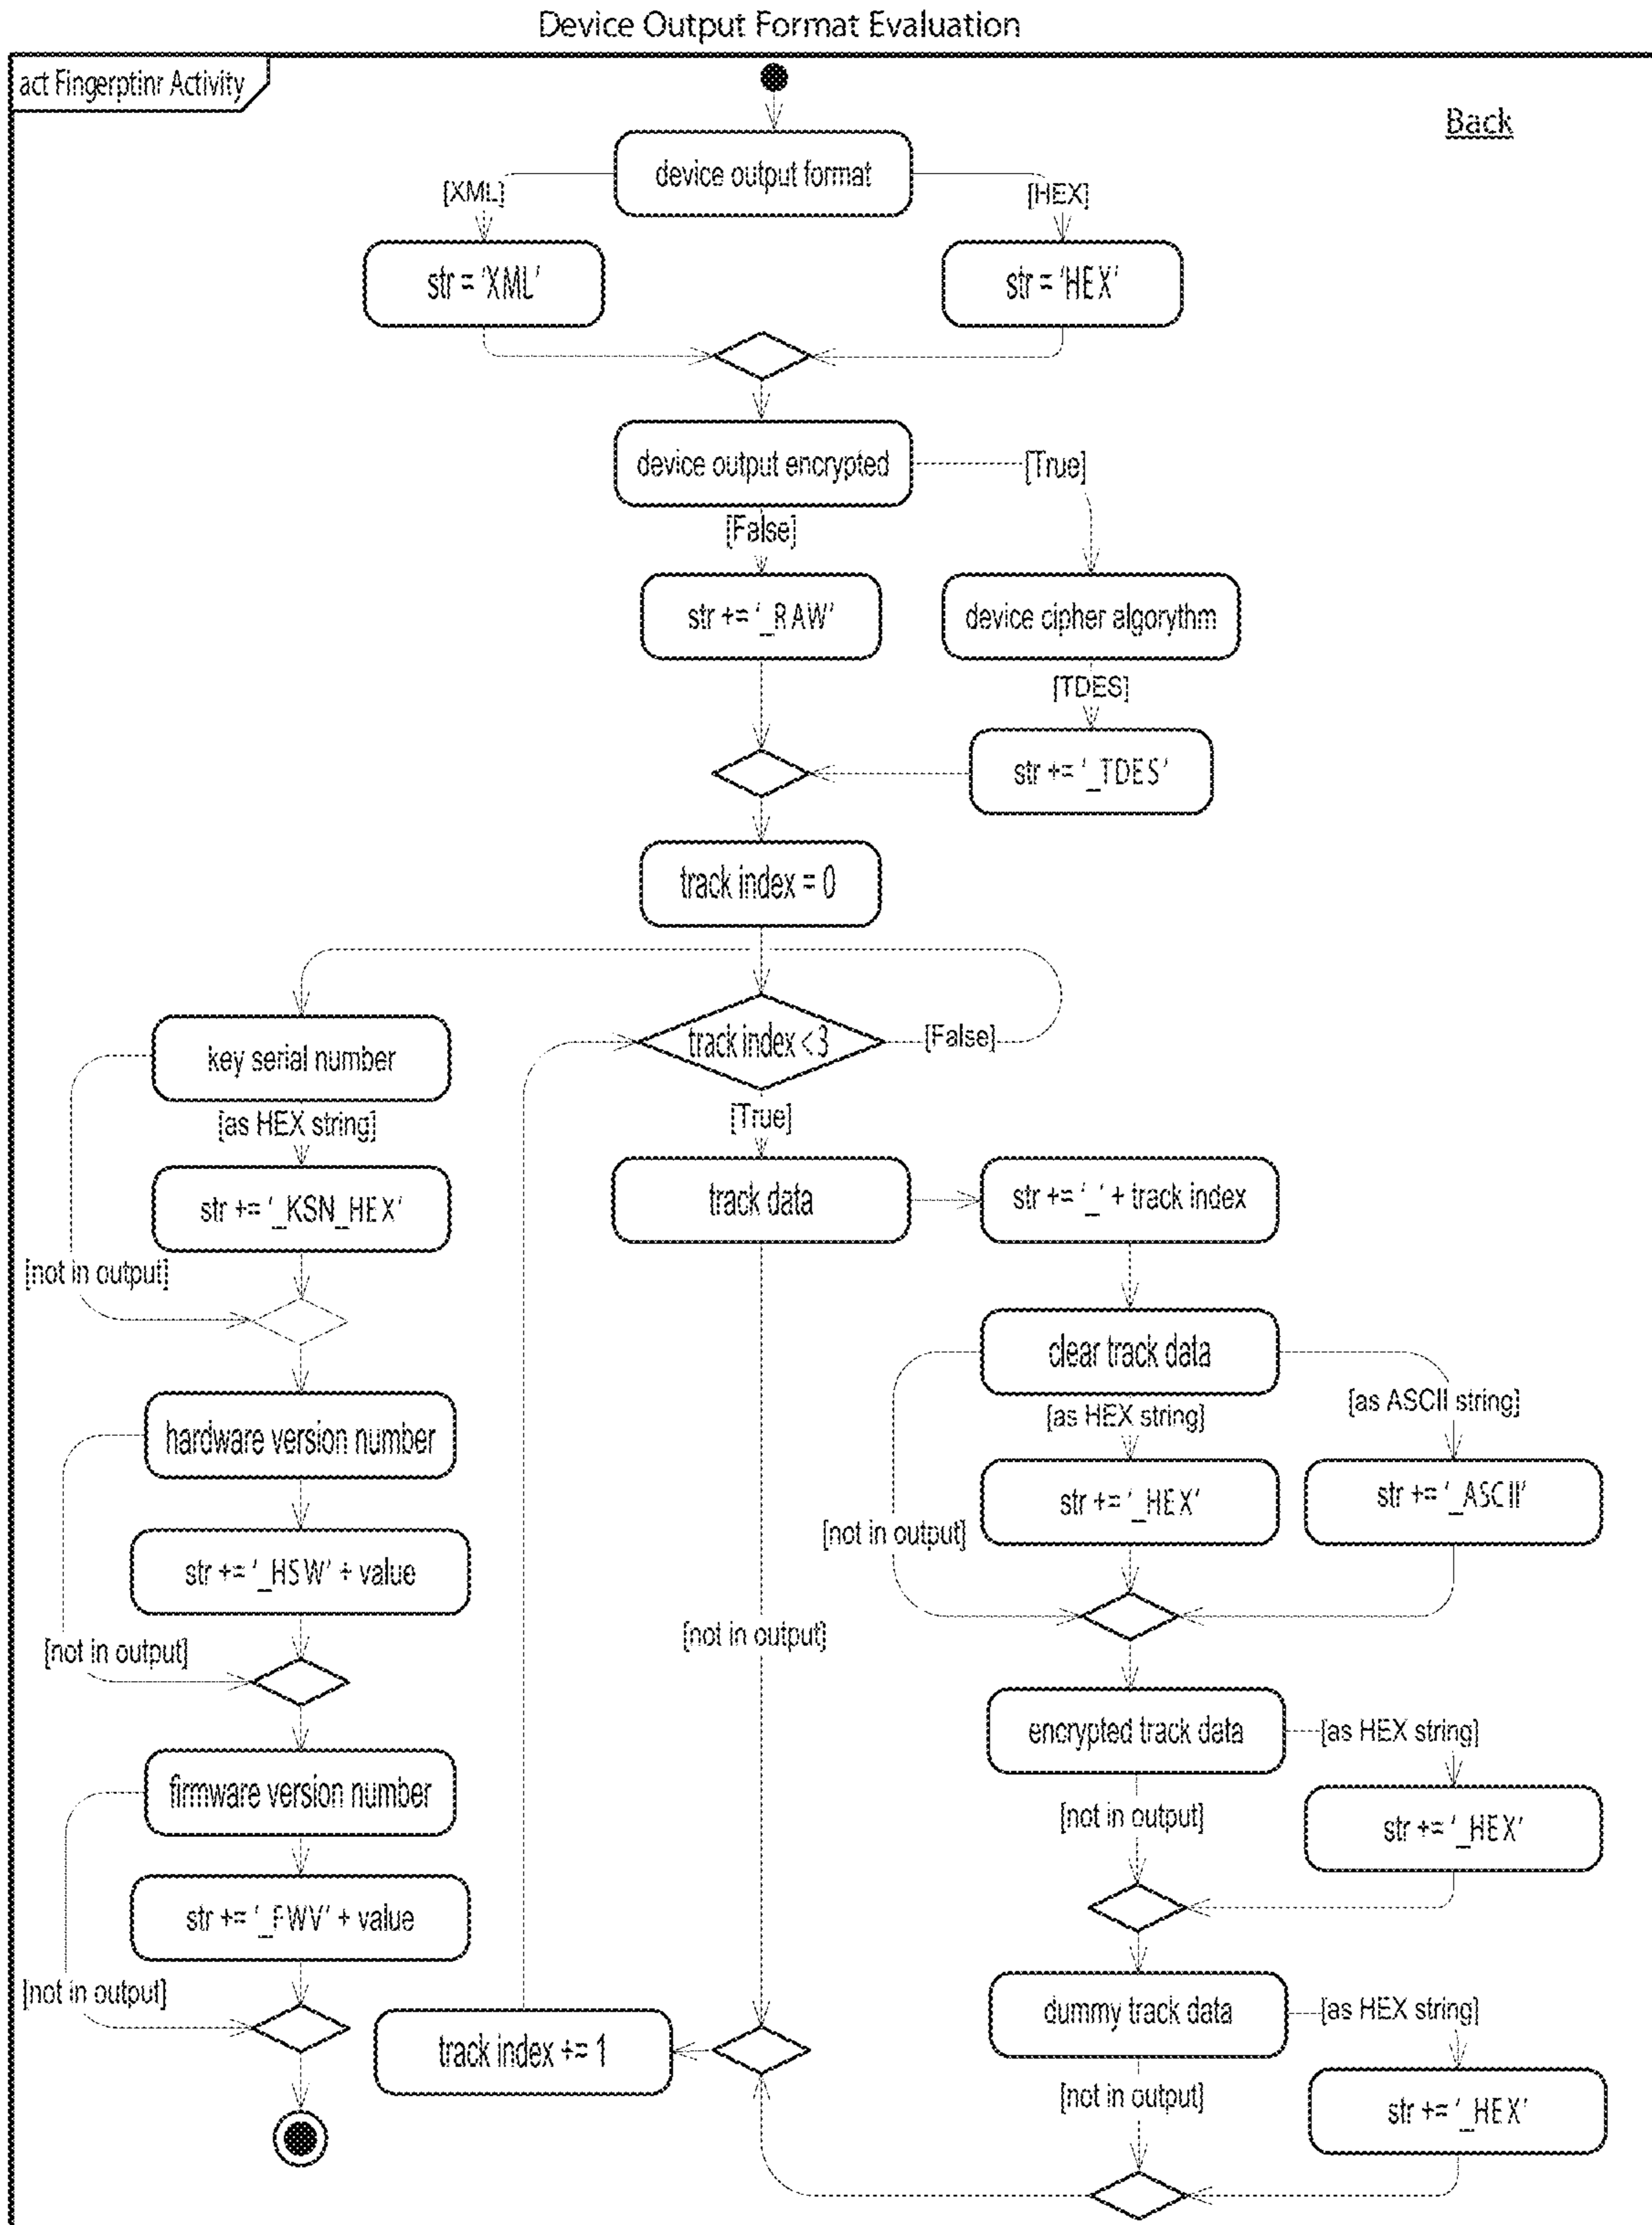 Device Output Format Evaluation
act Fingerptinr Activity
Back
device output format
[XML]
[HEX]
str = 'XML'
str = 'HEX'
device output encrypted
[True]
[False]
str += '_RAW'
device cipher algorythm
[TDES]
str += '_TDES'
track index = 0
track index < 3
[False]
key serial number
[as HEX string]
[True]
str += '_KSN_HEX'
track data
str += '_' + track index
[not in output]
clear track data
[as HEX string]
[as ASCII string]
hardware version number
str += '_HEX'
str += '_ASCII'
[not in output]
str += '_HSW' + value
[not in output]
[not in output]
encrypted track data
[as HEX string]
firmware version number
[not in output]
str += '_HEX'
str += '_FWV' + value
[not in output]
dummy track data
[as HEX string]
track index += 1
[not in output]
str += '_HEX'